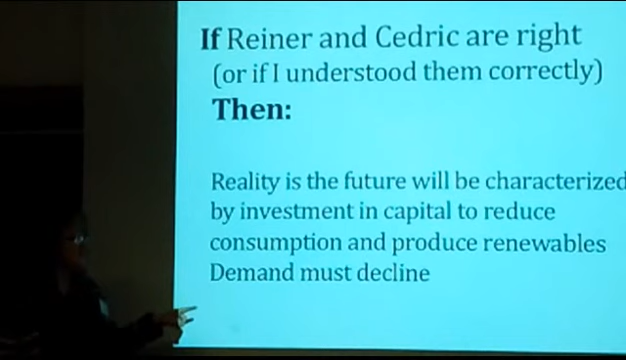 If Reiner and Cedric are right
(or if I understood them correctly)
Then:
Reality is the future will be characterized
by investment in capital to reduce
consumption and produce renewables
Demand must decline